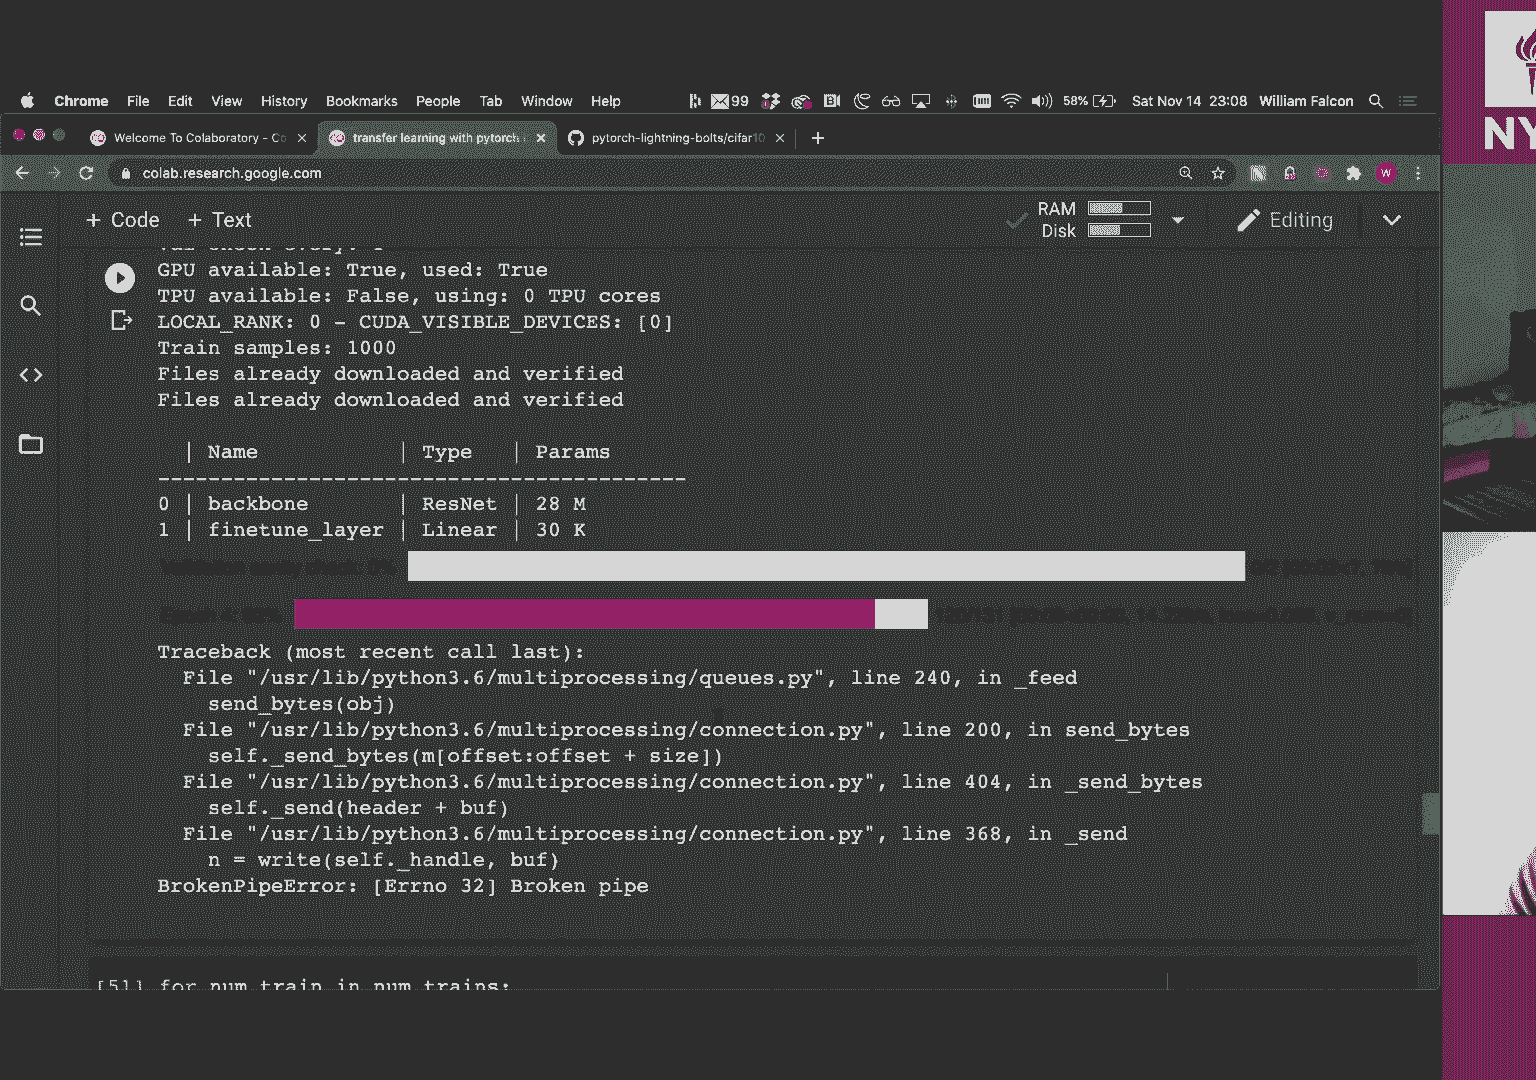 Chrome File Edit View History Bookmarks People Tab Window Help 99 58% Sat Nov 14 23:08 William Falcon
Welcome To Colaboratory - Co
transfer learning with pytorch
pytorch-lightning-bolts/cifar10
colab.research.google.com
W
+ Code + Text
RAM
Disk
Editing
GPU available: True, used: True
TPU available: False, using: 0 TPU cores
LOCAL_RANK: 0 - CUDA_VISIBLE_DEVICES: [0]
Train samples: 1000
Files already downloaded and verified
Files already downloaded and verified
| Name | Type | Params
------------------------------------------
0 | backbone | ResNet | 28 M
1 | finetune_layer | Linear | 30 K
Traceback (most recent call last):
File "/usr/lib/python3.6/multiprocessing/queues.py", line 240, in _feed
send_bytes(obj)
File "/usr/lib/python3.6/multiprocessing/connection.py", line 200, in send_bytes
self._send_bytes(m[offset:offset + size])
File "/usr/lib/python3.6/multiprocessing/connection.py", line 404, in _send_bytes
self._send(header + buf)
File "/usr/lib/python3.6/multiprocessing/connection.py", line 368, in _send
n = write(self._handle, buf)
BrokenPipeError: [Errno 32] Broken pipe
[51] for num_train in num_trains:
NY